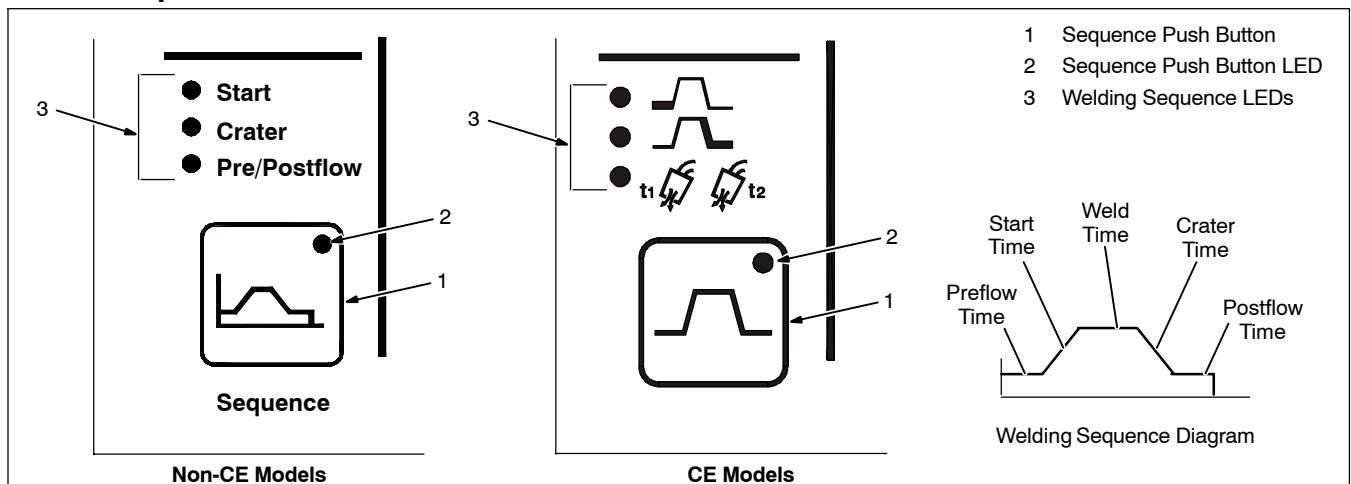 3
Start
Crater
Pre/Postflow
2
1
Sequence
Non-CE Models
3
t1
t2
2
1
CE Models
1 Sequence Push Button
2 Sequence Push Button LED
3 Welding Sequence LEDs
Preflow
Time
Start
Time
Weld
Time
Crater
Time
Postflow
Time
Welding Sequence Diagram